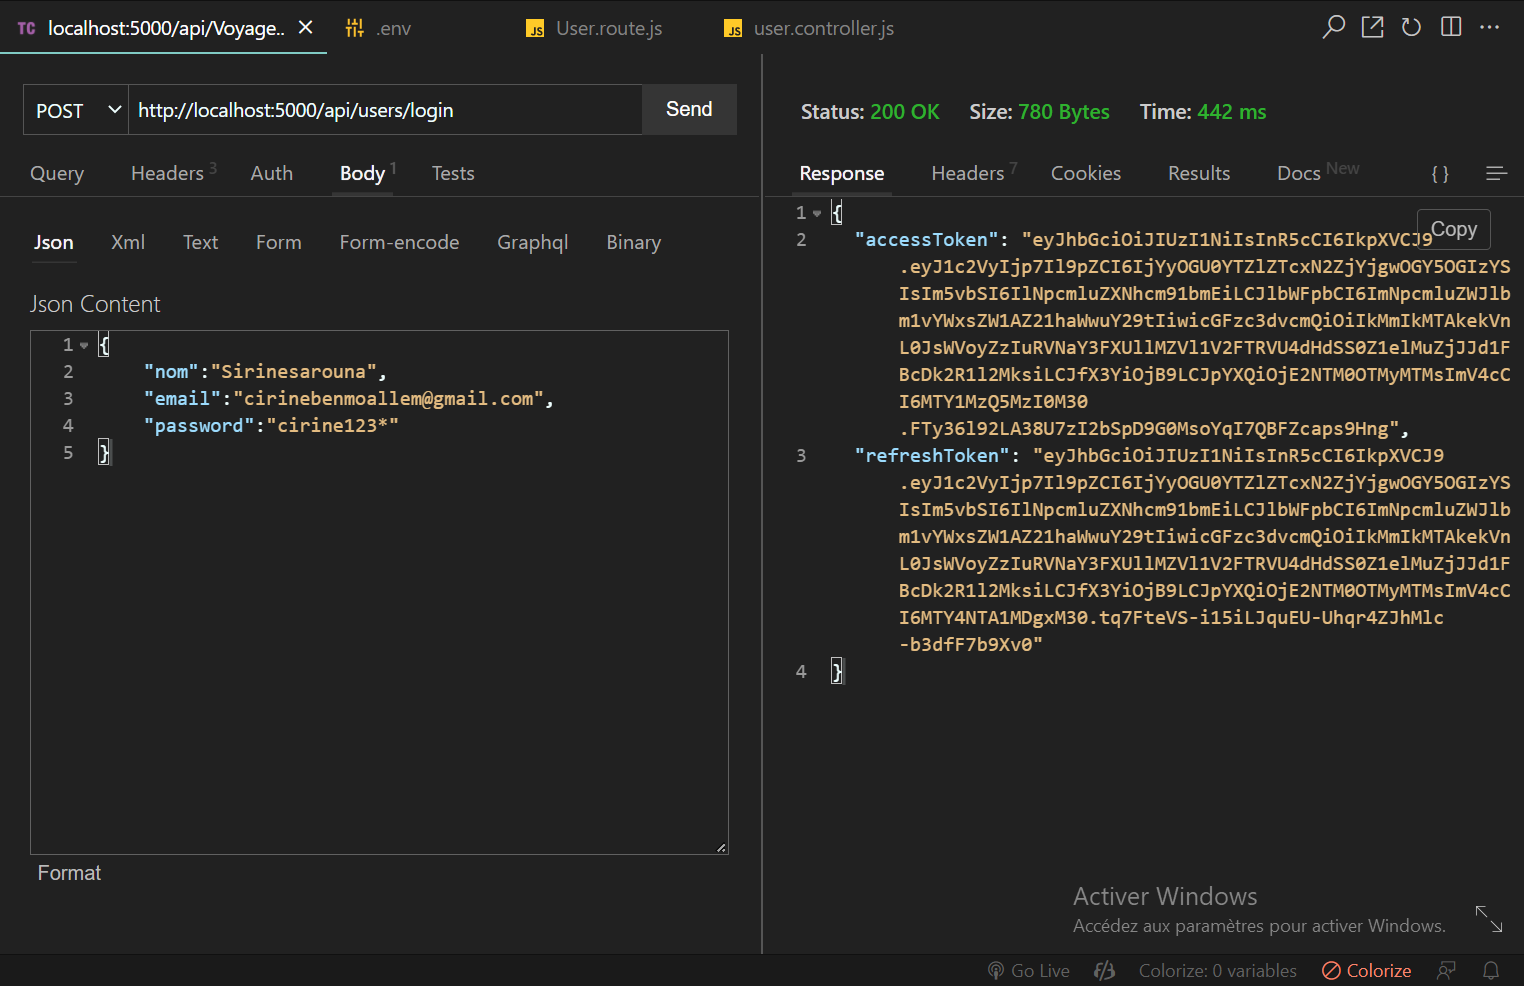 TC localhost:5000/api/Voyage..
.env
JS User.route.js
JS user.controller.js
POST http://localhost:5000/api/users/login Send
Query Headers 3 Auth Body 1 Tests
Json Xml Text Form Form-encode Graphql Binary
Json Content
1 {
2 "nom":"Sirinesarouna",
3 "email":"cirinebenmoallem@gmail.com",
4 "password":"cirine123*"
5 }
Format
Status: 200 OK Size: 780 Bytes Time: 442 ms
Response Headers 7 Cookies Results Docs New { }
Copy
1 {
2 "accessToken": "eyJhbGciOiJIUzI1NiIsInR5cCI6IkpXVCJ9
.eyJ1c2VyIjp7Il9pZCI6IjYyOGU0YTZlZTcxN2ZjYjgwOGY5OGIzYS
IsIm5vbSI6IlNpcmluZXNhcm91bmEiLCJlbWFpbCI6ImNpcmluZWJlb
m1vYWxsZW1AZ21haWwuY29tIiwicGFzc3dvcmQiOiIkMmIkMTAkekVn
L0JsWVoyZzIuRVNaY3FXUllMZVl1V2FTRVU4dHdSS0Z1elMuZjJJd1F
BcDk2R1l2MksiLCJfX3YiOjB9LCJpYXQiOjE2NTM0OTMyMTMsImV4cC
I6MTY1MzQ5MzI0M30
.FTy36l92LA38U7zI2bSpD9G0MsoYqI7QBFZcaps9Hng",
3 "refreshToken": "eyJhbGciOiJIUzI1NiIsInR5cCI6IkpXVCJ9
.eyJ1c2VyIjp7Il9pZCI6IjYyOGU0YTZlZTcxN2ZjYjgwOGY5OGIzYS
IsIm5vbSI6IlNpcmluZXNhcm91bmEiLCJlbWFpbCI6ImNpcmluZWJlb
m1vYWxsZW1AZ21haWwuY29tIiwicGFzc3dvcmQiOiIkMmIkMTAkekVn
L0JsWVoyZzIuRVNaY3FXUllMZVl1V2FTRVU4dHdSS0Z1elMuZjJJd1F
BcDk2R1l2MksiLCJfX3YiOjB9LCJpYXQiOjE2NTM0OTMyMTMsImV4cC
I6MTY4NTA1MDgxM30.tq7FteVS-i15iLJquEU-Uhqr4ZJhMlc
-b3dfF7b9Xv0"
4 }
Activer Windows
Accédez aux paramètres pour activer Windows.
Go Live Colorize: 0 variables Colorize